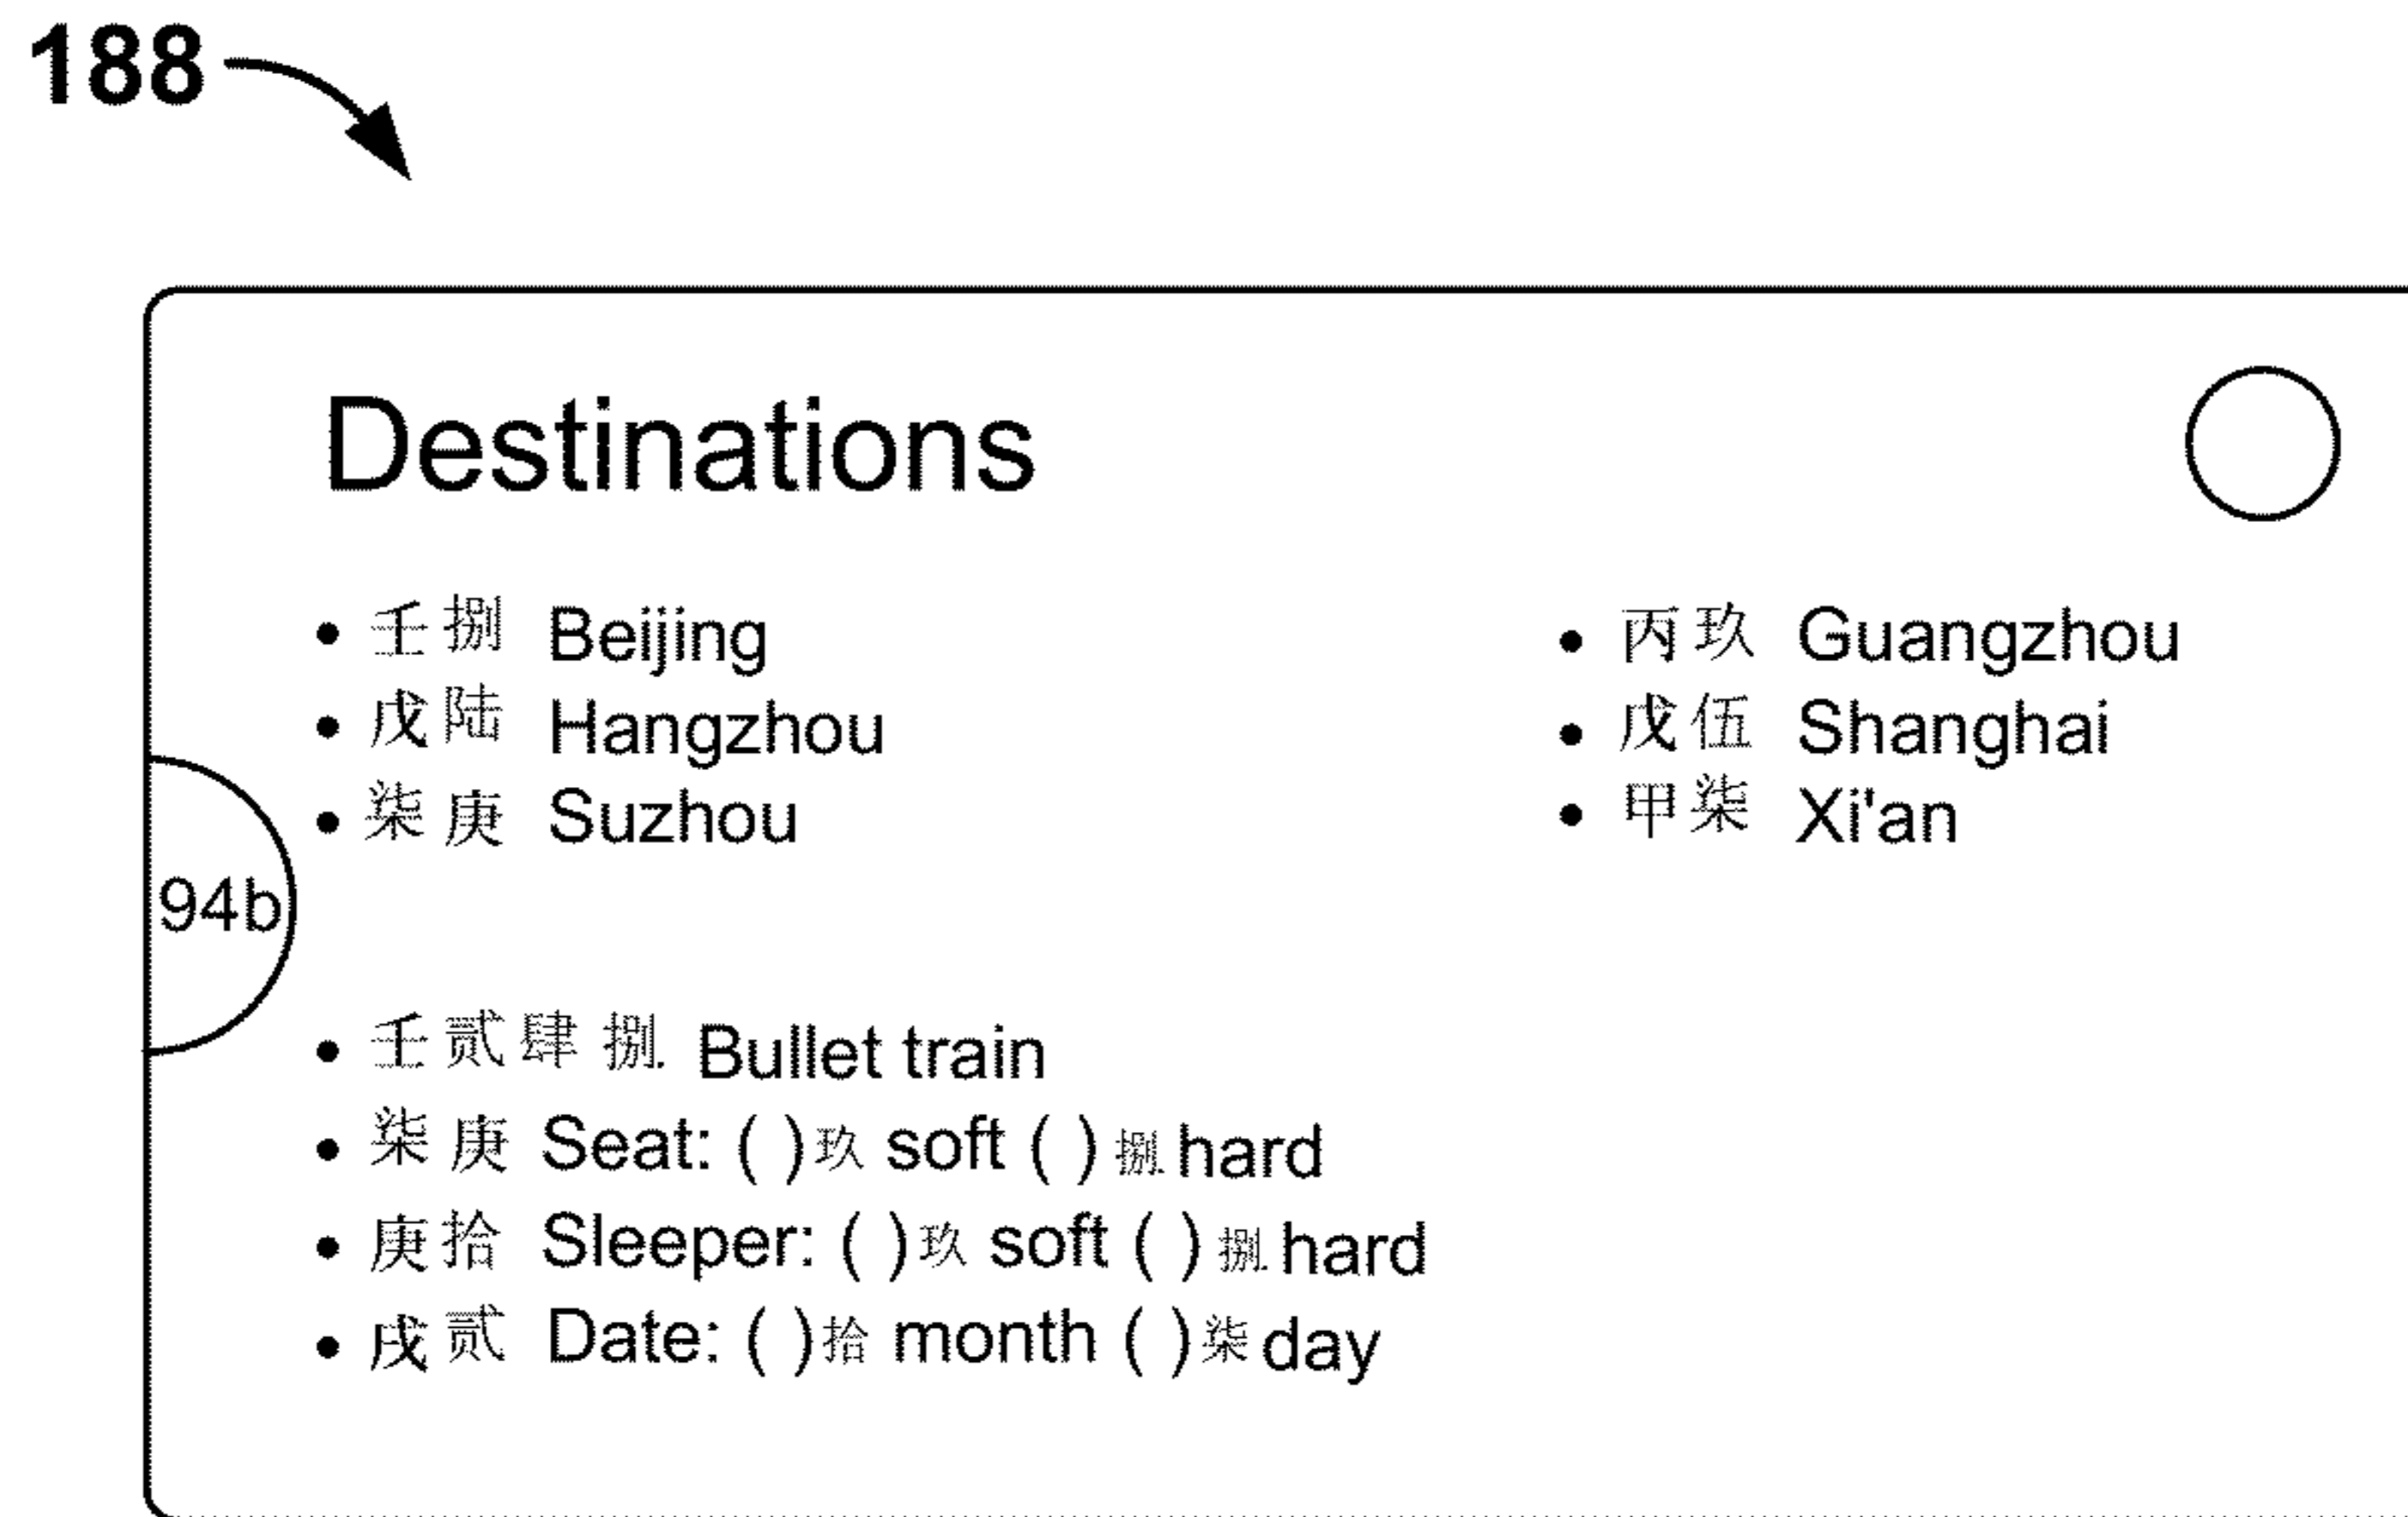 188
Destinations
• 壬捌 Beijing
• 戊陆 Hangzhou
• 柒庚 Suzhou
• 丙玖 Guangzhou
• 戊伍 Shanghai
• 甲柒 Xi'an
94b
• 壬贰肆捌 Bullet train
• 柒庚 Seat: ( )玖 soft ( )捌 hard
• 庚拾 Sleeper: ( )玖 soft ( )捌 hard
• 戌贰 Date: ( )拾 month ( )柒 day